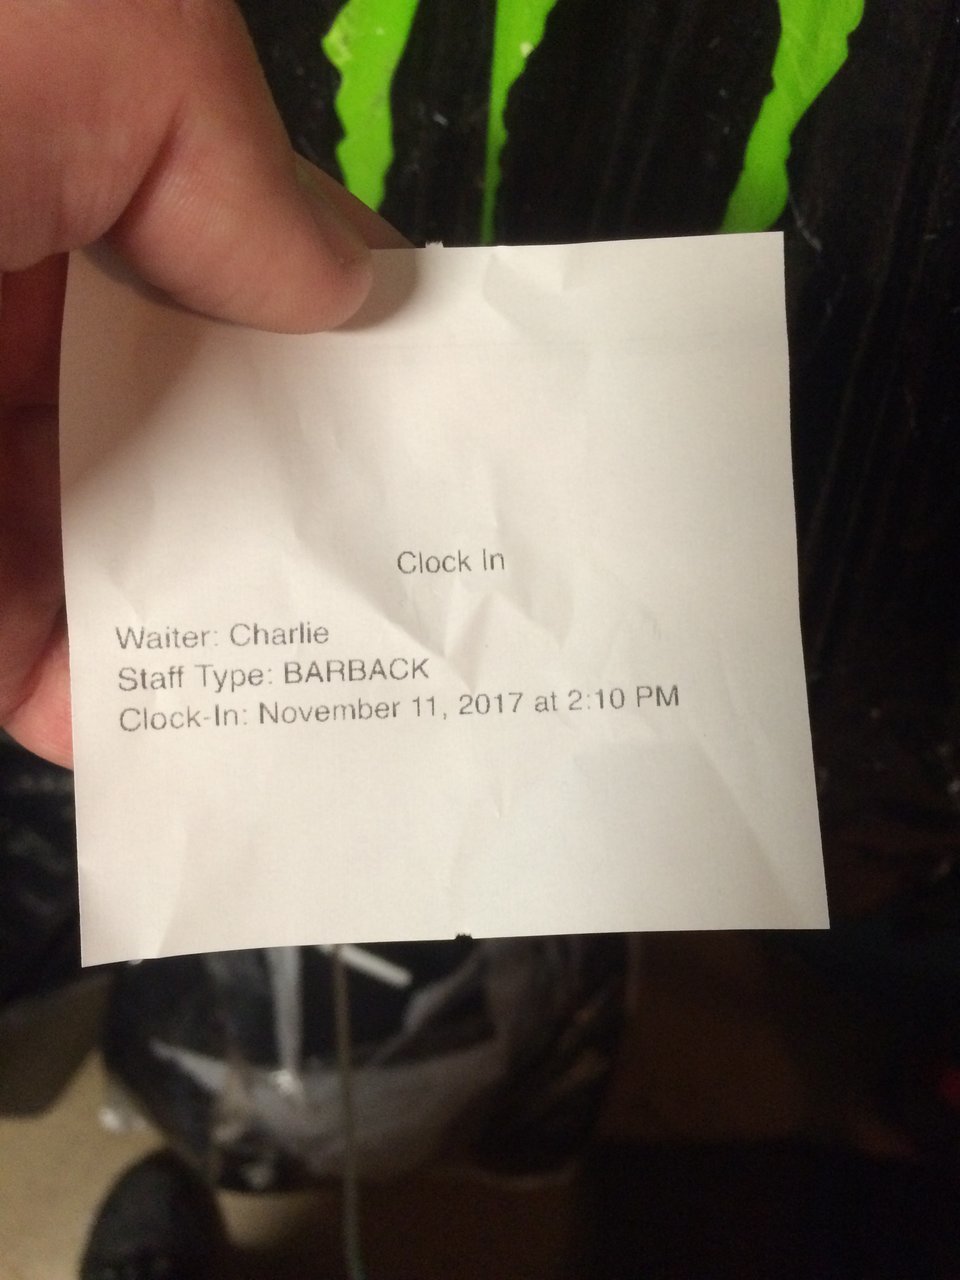 Clock In
Waiter: Charlie
Staff Type: BARBACK
Clock-In: November 11, 2017 at 2:10 PM